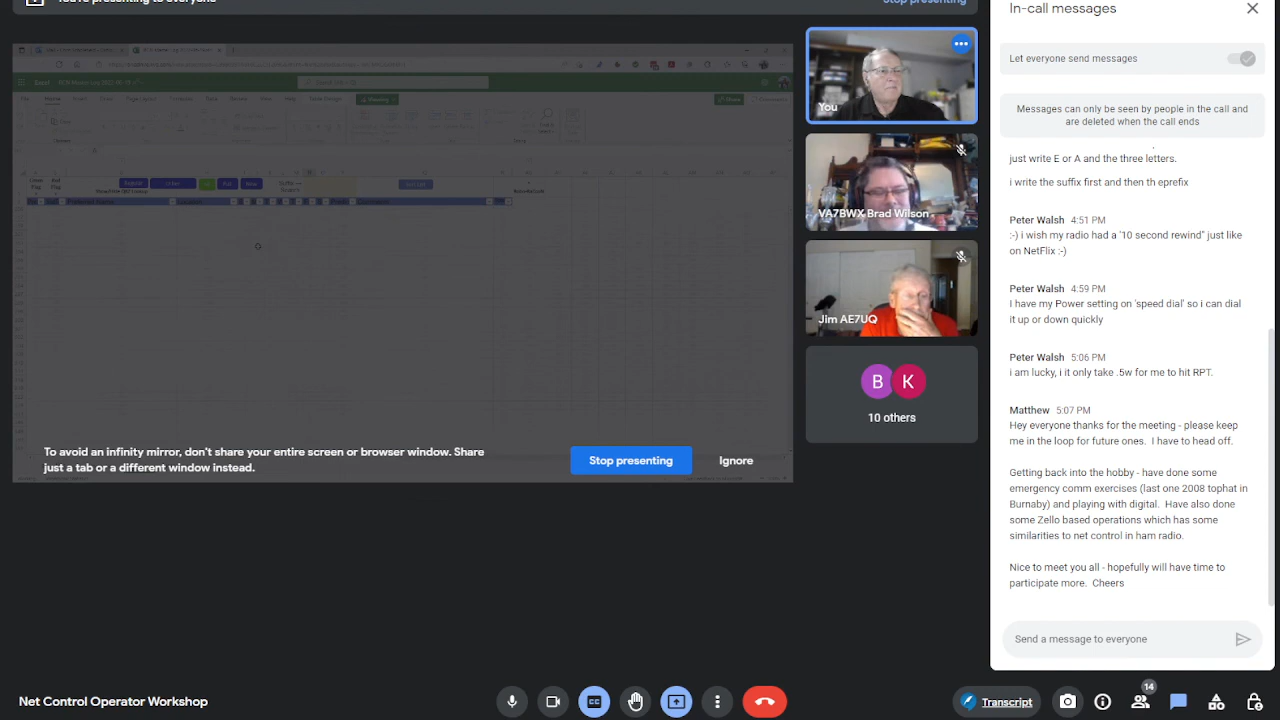 You're presenting to everyone
Stop presenting
In-call messages
Let everyone send messages
Messages can only be seen by people in the call and
are deleted when the call ends
just write E or A and the three letters.
i write the suffix first and then th eprefix
Peter Walsh 4:51 PM
:-) i wish my radio had a '10 second rewind" just like
on NetFlix :-)
Peter Walsh 4:59 PM
I have my Power setting on 'speed dial' so i can dial
it up or down quickly
Peter Walsh 5:06 PM
i am lucky, i it only take .5w for me to hit RPT.
Matthew 5:07 PM
Hey everyone thanks for the meeting - please keep
me in the loop for future ones. I have to head off.
Getting back into the hobby - have done some
emergency comm exercises (last one 2008 tophat in
Burnaby) and playing with digital. Have also done
some Zello based operations which has some
similarities to net control in ham radio.
Nice to meet you all - hopefully will have time to
participate more. Cheers
Send a message to everyone
You
VA7BWX Brad Wilson
Jim AE7UQ
B K
10 others
To avoid an infinity mirror, don't share your entire screen or browser window. Share
just a tab or a different window instead.
Stop presenting
Ignore
Net Control Operator Workshop
CC
Transcript
14